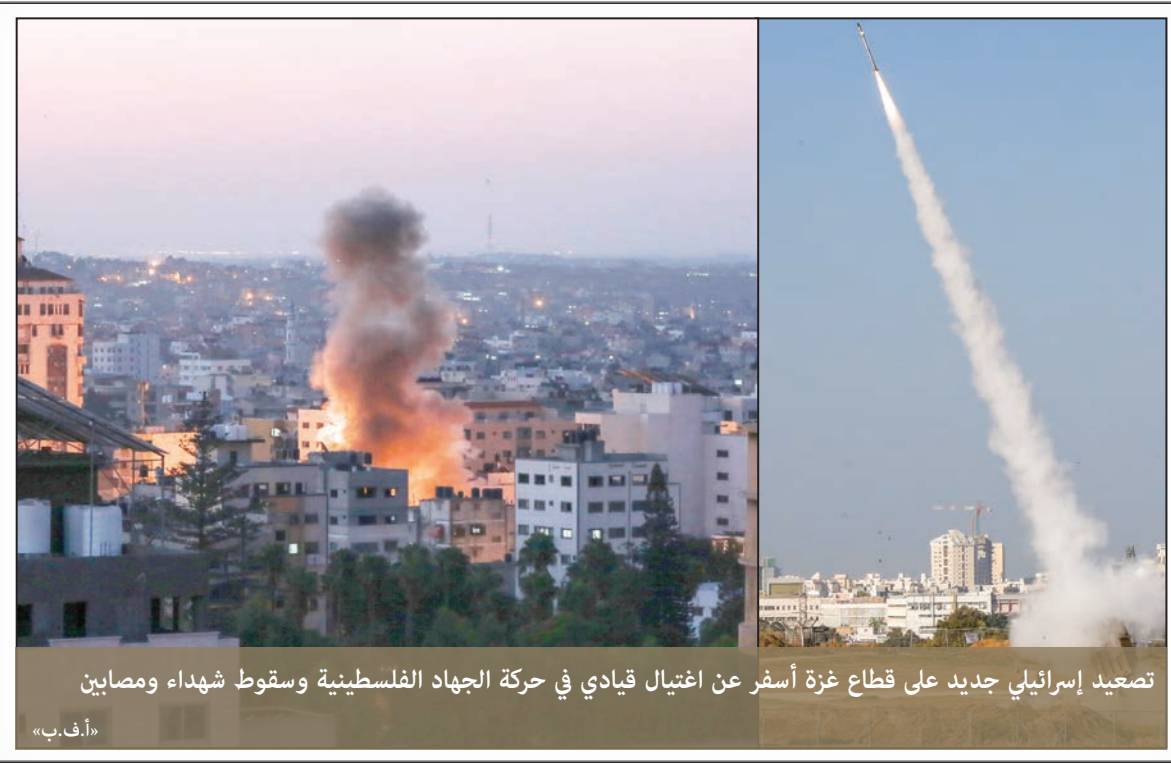 تصعيد إسرائيلي جديد على قطاع غزة أسفر عن اغتيال قيادي في حركة الجهاد الفلسطينية وسقوط شهداء ومصابين
«أ.ف.ب»